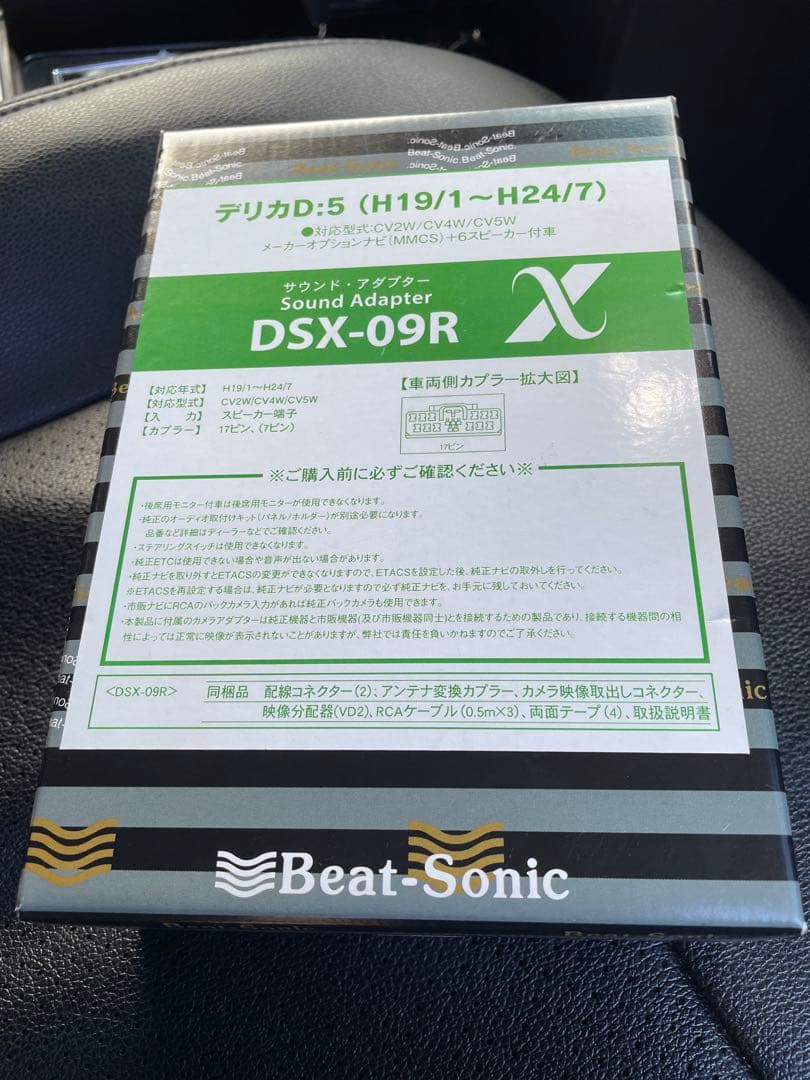 Beat-Sonic
Beat-Sonic
Beat-Sonic
デリカD:5 (H19/1～H24/7)
●対応型式:CV2W/CV4W/CV5W
メーカーオプションナビ(MMCS)+6スピーカー付車
サウンド・アダプター
Sound Adapter
DSX-09R
【対応年式】 H19/1～H24/7
【対応型式】 CV2W/CV4W/CV5W
【入 力】 スピーカー端子
【カプラー】 17ピン、(7ピン)
【車両側カプラー拡大図】
17ピン
※ご購入前に必ずご確認ください※
・後席用モニター付車は後席用モニターが使用できなくなります。
・純正のオーディオ取付けキット(パネル/ホルダー)が別途必要になります。
品番など詳細はディーラーなどでご確認ください。
・ステアリングスイッチは使用できなくなります。
・純正ETCは使用できない場合や音声が出ない場合があります。
・純正ナビを取り外すとETACSの変更ができなくなりますので、ETACSを設定した後、純正ナビの取外しを行ってください。
※ETACSを再設定する場合は、純正ナビが必要となりますので必ず純正ナビを、お手元に残しておいてください。
・市販ナビにRCAのバックカメラ入力があれば純正バックカメラも使用できます。
・本製品に付属のカメラアダプターは純正機器と市販機器(及び市販機器同士)とを接続するための製品であり、接続する機器間の相
性によっては正常に映像が表示されないことがありますが、弊社では責任を負いかねますのでご了承ください。
<DSX-09R> 同梱品 配線コネクター(2)、アンテナ変換カプラー、カメラ映像取出しコネクター、
映像分配器(VD2)、RCAケーブル(0.5m×3)、両面テープ(4)、取扱説明書
Beat-Sonic